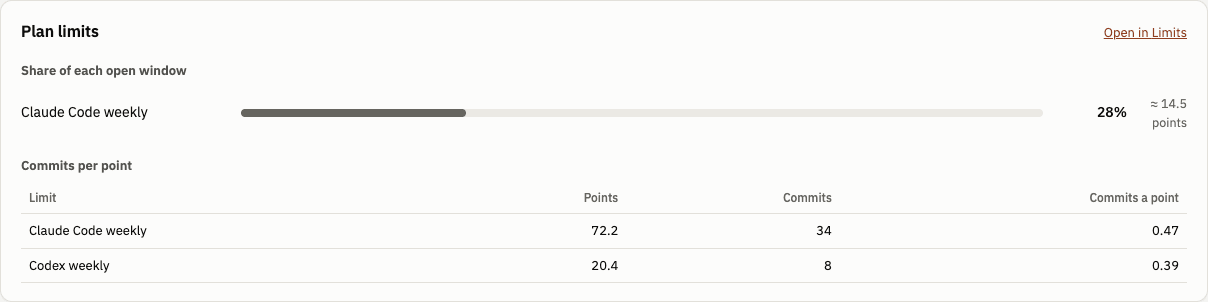 Plan limits
Open in Limits
Share of each open window
Claude Code weekly
28%
≈ 14.5
points
Commits per point
Limit Points Commits Commits a point
Claude Code weekly 72.2 34 0.47
Codex weekly 20.4 8 0.39